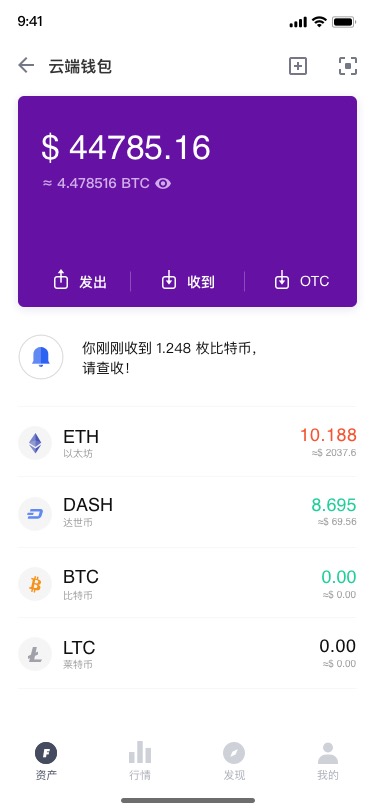 9:41
云端钱包
$ 44785.16
≈ 4.478516 BTC
发出
收到
OTC
你刚刚收到 1.248 枚比特币，
请查收！
ETH
10.188
以太坊
≈$ 2037.6
DASH
8.695
达世币
≈$ 69.56
BTC
0.00
比特币
≈$ 0.00
LTC
0.00
莱特币
≈$ 0.00
资产
行情
发现
我的